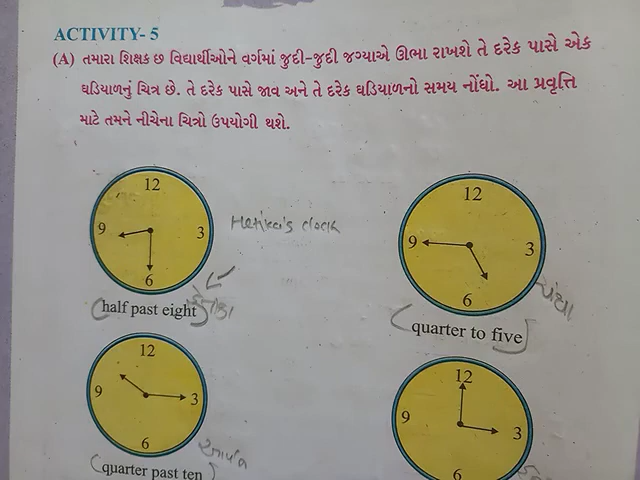 ACTIVITY- 5
(A) તમારા શિક્ષક છ વિદ્યાર્થીઓને વર્ગમાં જુદી-જુદી જગ્યાએ ઊભા રાખશે તે દરેક પાસે એક
ઘડિયાળનું ચિત્ર છે. તે દરેક પાસે જાવ અને તે દરેક ઘડિયાળનો સમય નોંધો. આ પ્રવૃત્તિ
માટે તમને નીચેના ચિત્રો ઉપયોગી થશે.
12
9
3
6
clock
(half past eight)
12
9
3
6
(quarter to five)
12
9
3
6
(quarter past ten)
12
9
3
6